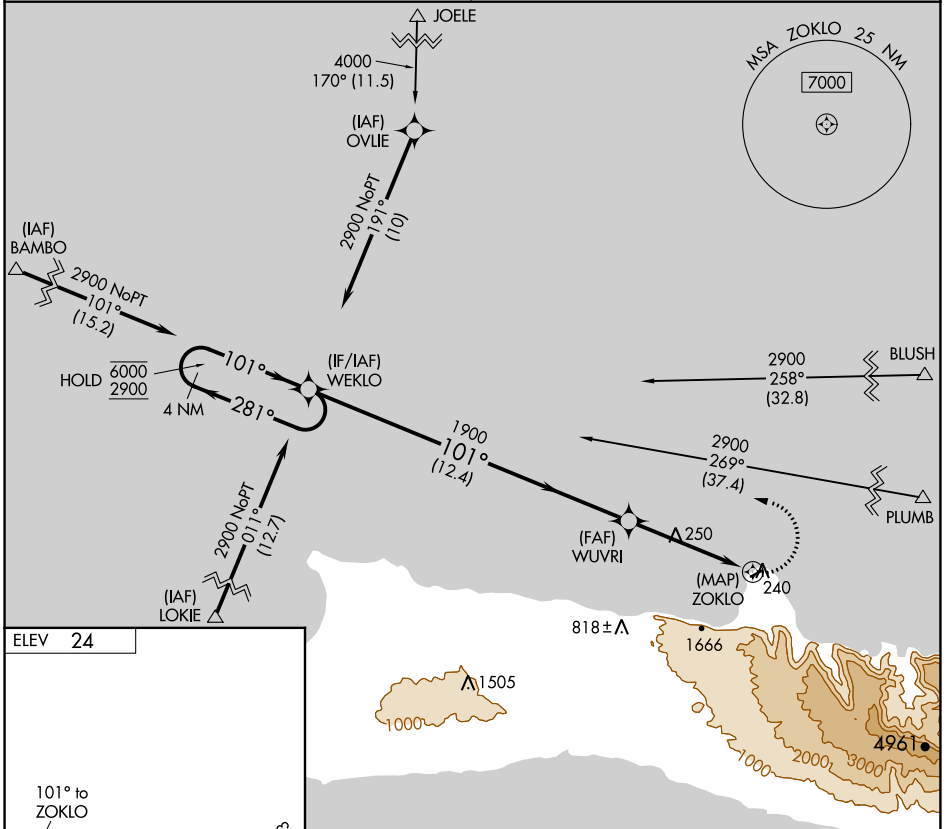 JOELE
4000
170° (11.5)
(IAF)
OVLIE
MSA ZOKLO 25 NM
7000
2900 NoPT
191°
(10)
(IAF)
BAMBO
2900 NoPT
101°
(15.2)
HOLD
6000
2900
4 NM
101°
281°
(IF/IAF)
WEKLO
2900
258°
(32.8)
BLUSH
1900
101°
(12.4)
2900
269°
(37.4)
PLUMB
2900 NoPT
011°
(12.7)
(IAF)
LOKIE
(FAF)
WUVRI
250
(MAP)
ZOKLO
240
818±
1666
1505
1000
4961
1000
2000
3000
ELEV 24
101° to
ZOKLO